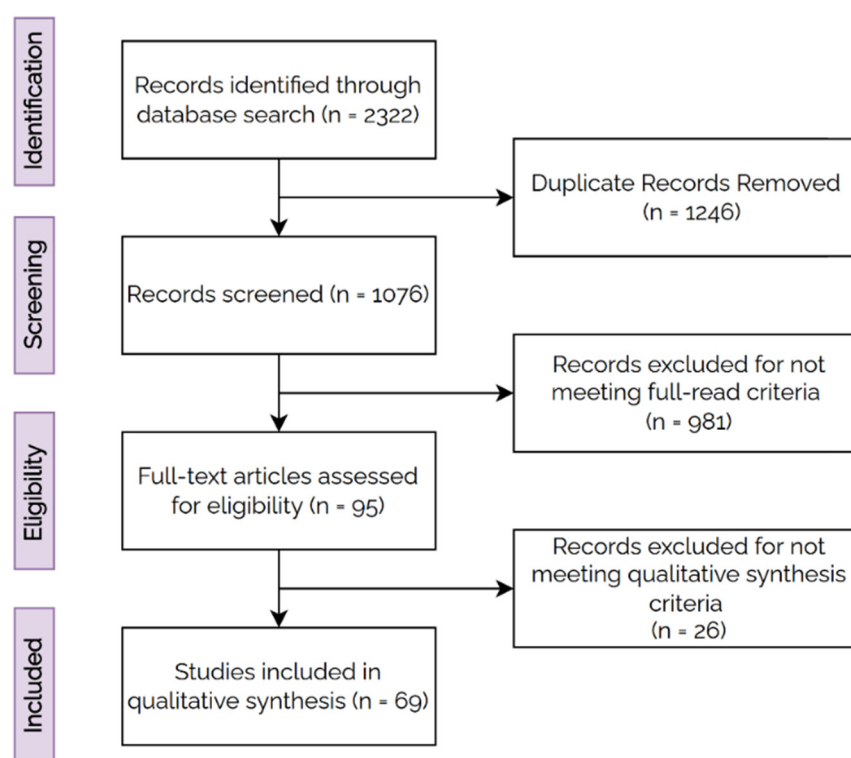 Identification
Records identified through
database search (n = 2322)
Duplicate Records Removed
(n = 1246)
Screening
Records screened (n = 1076)
Records excluded for not
meeting full-read criteria
(n = 981)
Eligibility
Full-text articles assessed
for eligibility (n = 95)
Records excluded for not
meeting qualitative synthesis
criteria
(n = 26)
Included
Studies included in
qualitative synthesis (n = 69)